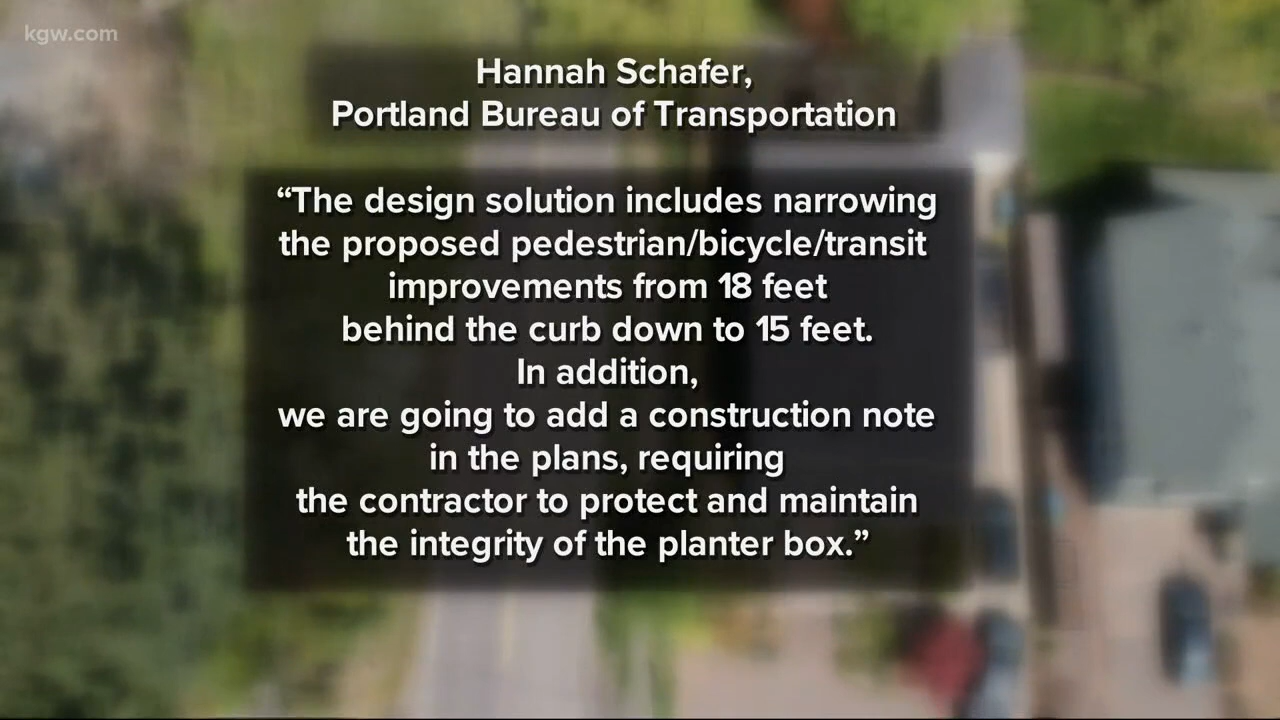 kgw.com
Hannah Schafer,
Portland Bureau of Transportation
“The design solution includes narrowing
the proposed pedestrian/bicycle/transit
improvements from 18 feet
behind the curb down to 15 feet.
In addition,
we are going to add a construction note
in the plans, requiring
the contractor to protect and maintain
the integrity of the planter box.”